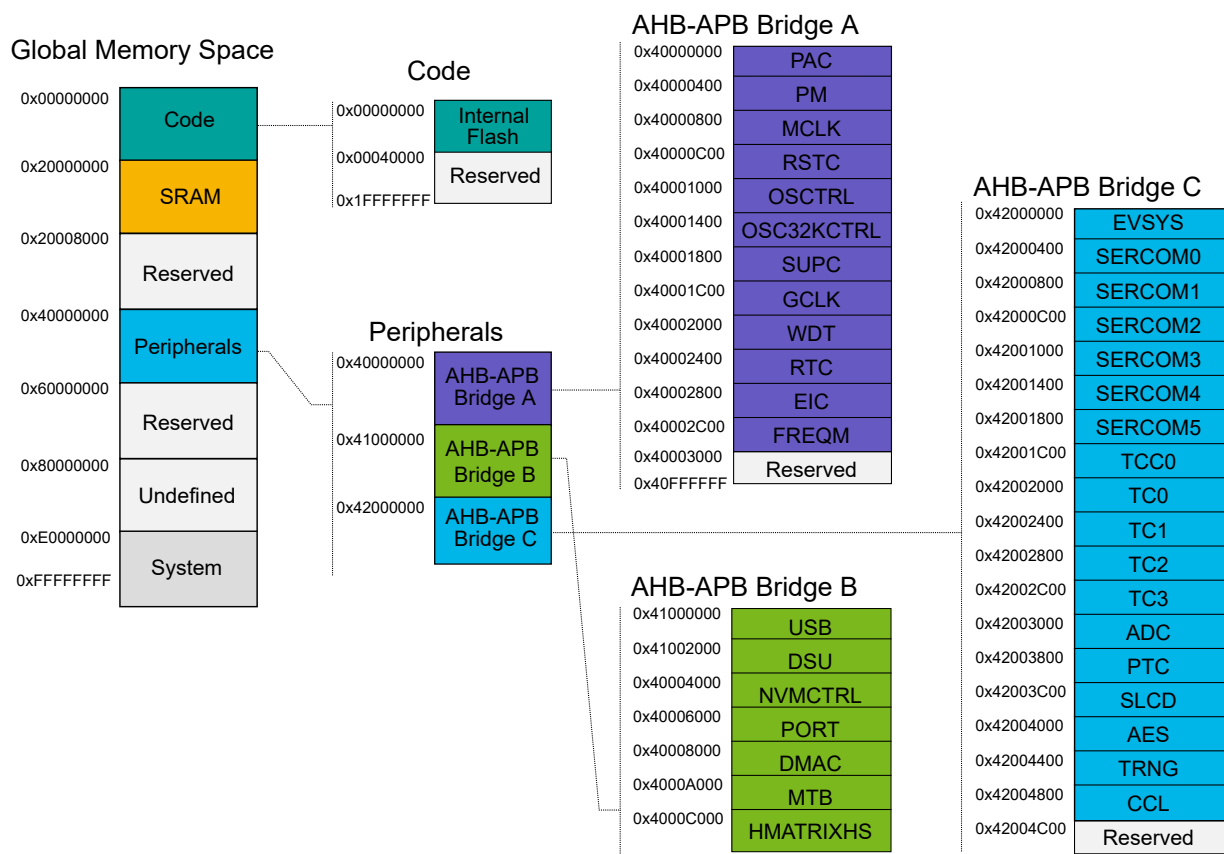 Global Memory Space
0x00000000
Code
0x20000000
SRAM
0x20008000
Reserved
0x40000000
Peripherals
0x60000000
Reserved
0x80000000
Undefined
0xE0000000
System
0xFFFFFFFF
Code
0x00000000
Internal
Flash
0x00040000
Reserved
0x1FFFFFFF
Peripherals
0x40000000
AHB-APB
Bridge A
0x41000000
AHB-APB
Bridge B
0x42000000
AHB-APB
Bridge C
AHB-APB Bridge A
0x40000000
PAC
0x40000400
PM
0x40000800
MCLK
0x40000C00
RSTC
0x40001000
OSCTRL
0x40001400
OSC32KCTRL
0x40001800
SUPC
0x40001C00
GCLK
0x40002000
WDT
0x40002400
RTC
0x40002800
EIC
0x40002C00
FREQM
0x40003000
Reserved
0x40FFFFFF
AHB-APB Bridge B
0x41000000
USB
0x41002000
DSU
0x40004000
NVMCTRL
0x40006000
PORT
0x40008000
DMAC
0x4000A000
MTB
0x4000C000
HMATRIXHS
AHB-APB Bridge C
0x42000000
EVSYS
0x42000400
SERCOM0
0x42000800
SERCOM1
0x42000C00
SERCOM2
0x42001000
SERCOM3
0x42001400
SERCOM4
0x42001800
SERCOM5
0x42001C00
TCC0
0x42002000
TC0
0x42002400
TC1
0x42002800
TC2
0x42002C00
TC3
0x42003000
ADC
0x42003800
PTC
0x42003C00
SLCD
0x42004000
AES
0x42004400
TRNG
0x42004800
CCL
0x42004C00
Reserved